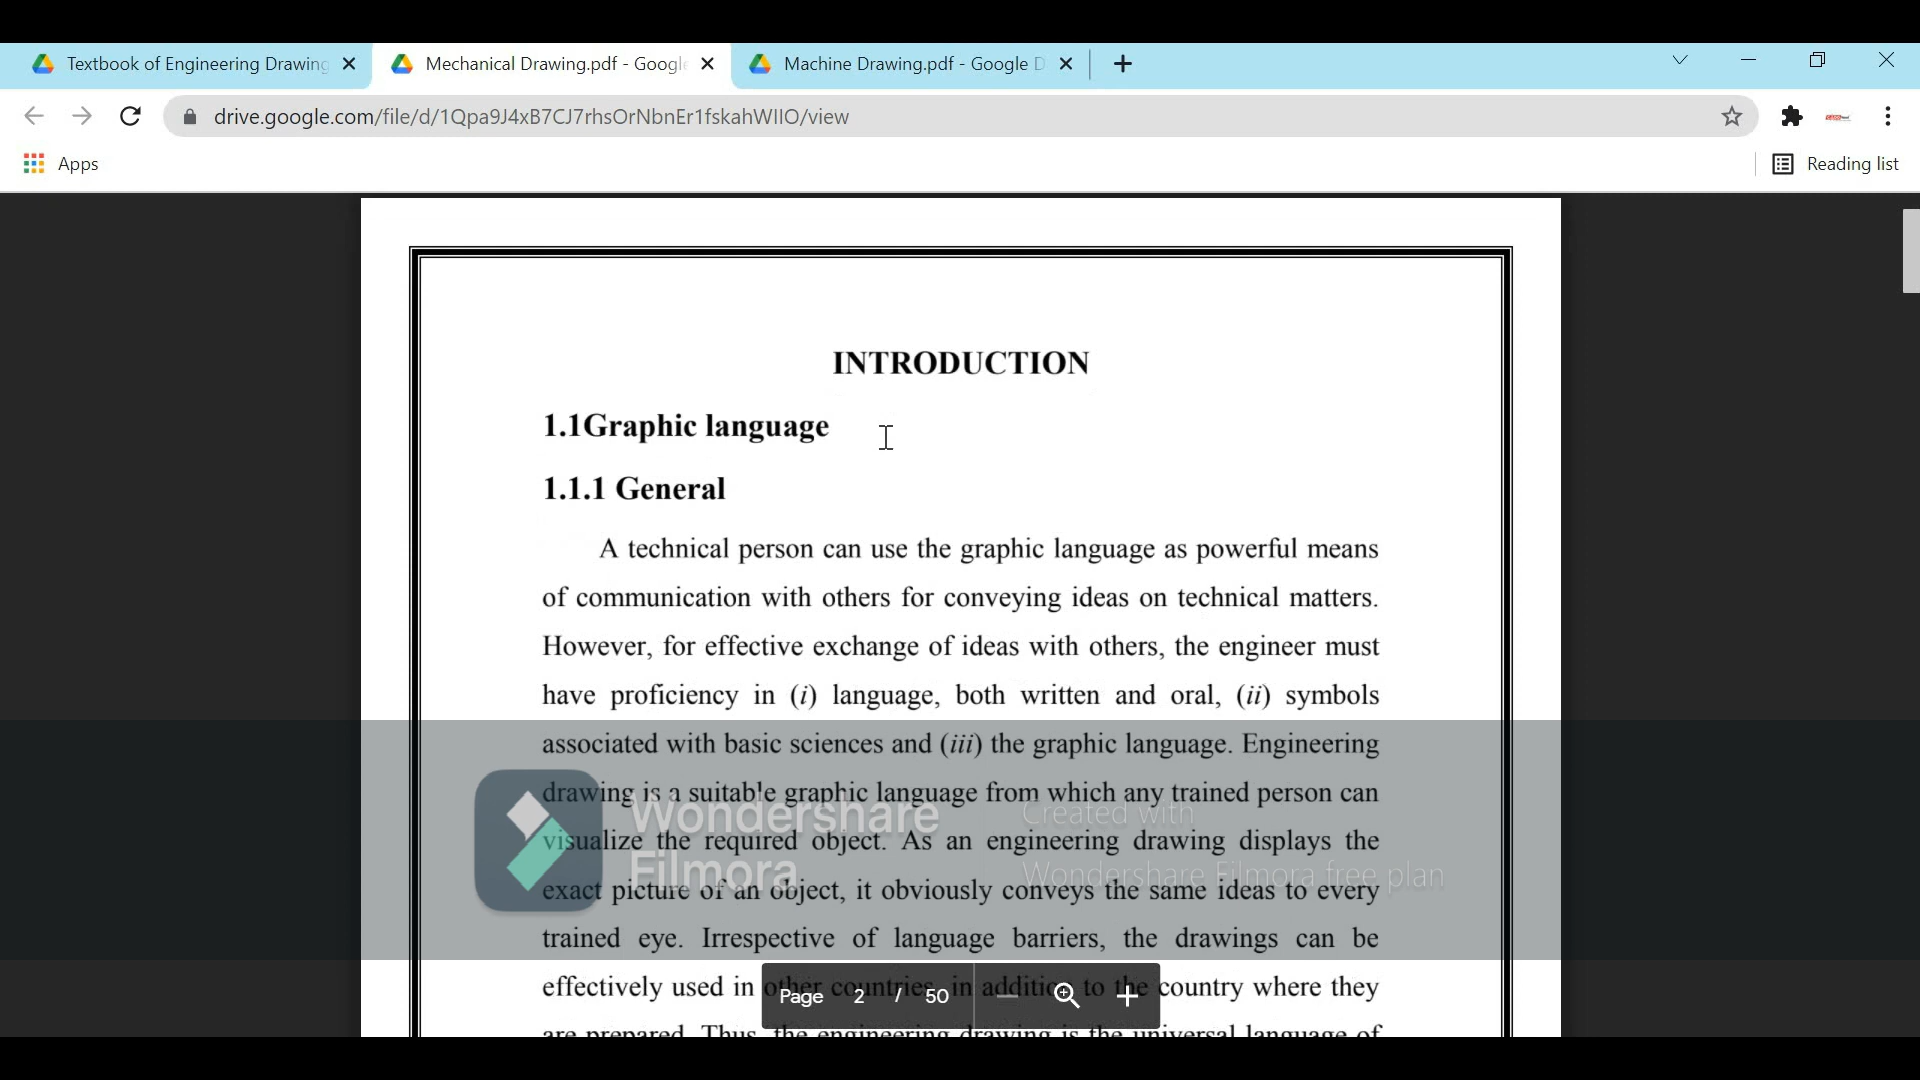 Textbook of Engineering Drawing
Mechanical Drawing.pdf - Google
Machine Drawing.pdf - Google D
drive.google.com/file/d/1Qpa9J4xB7CJ7rhsOrNbnEr1fskahWIIO/view
Apps
Reading list
INTRODUCTION
1.1Graphic language
1.1.1 General
A technical person can use the graphic language as powerful means
of communication with others for conveying ideas on technical matters.
However, for effective exchange of ideas with others, the engineer must
have proficiency in (i) language, both written and oral, (ii) symbols
associated with basic sciences and (iii) the graphic language. Engineering
drawing is a suitable graphic language from which any trained person can
visualize the required object. As an engineering drawing displays the
exact picture of an object, it obviously conveys the same ideas to every
trained eye. Irrespective of language barriers, the drawings can be
effectively used in other countries, in addition to the country where they
are prepared. Thus, the engineering drawing is the universal language of
Wondershare
Filmora
Created with
Wondershare Filmora free plan
Page 2 / 50